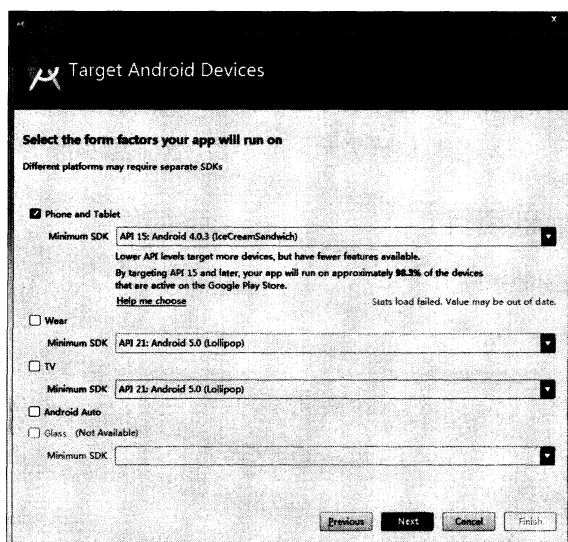 Target Android Devices
Select the form factors your app will run on
Different platforms may require separate SDKs
Phone and Tablet
Minimum SDK API 15: Android 4.0.3 (IceCreamSandwich)
Lower API levels target more devices, but have fewer features available.
By targeting API 15 and later, your app will run on approximately 98.3% of the devices
that are active on the Google Play Store.
Help me choose Stats load failed. Value may be out of date.
Wear
Minimum SDK API 21: Android 5.0 (Lollipop)
TV
Minimum SDK API 21: Android 5.0 (Lollipop)
Android Auto
Glass (Not Available)
Minimum SDK
Previous Next Cancel Finish